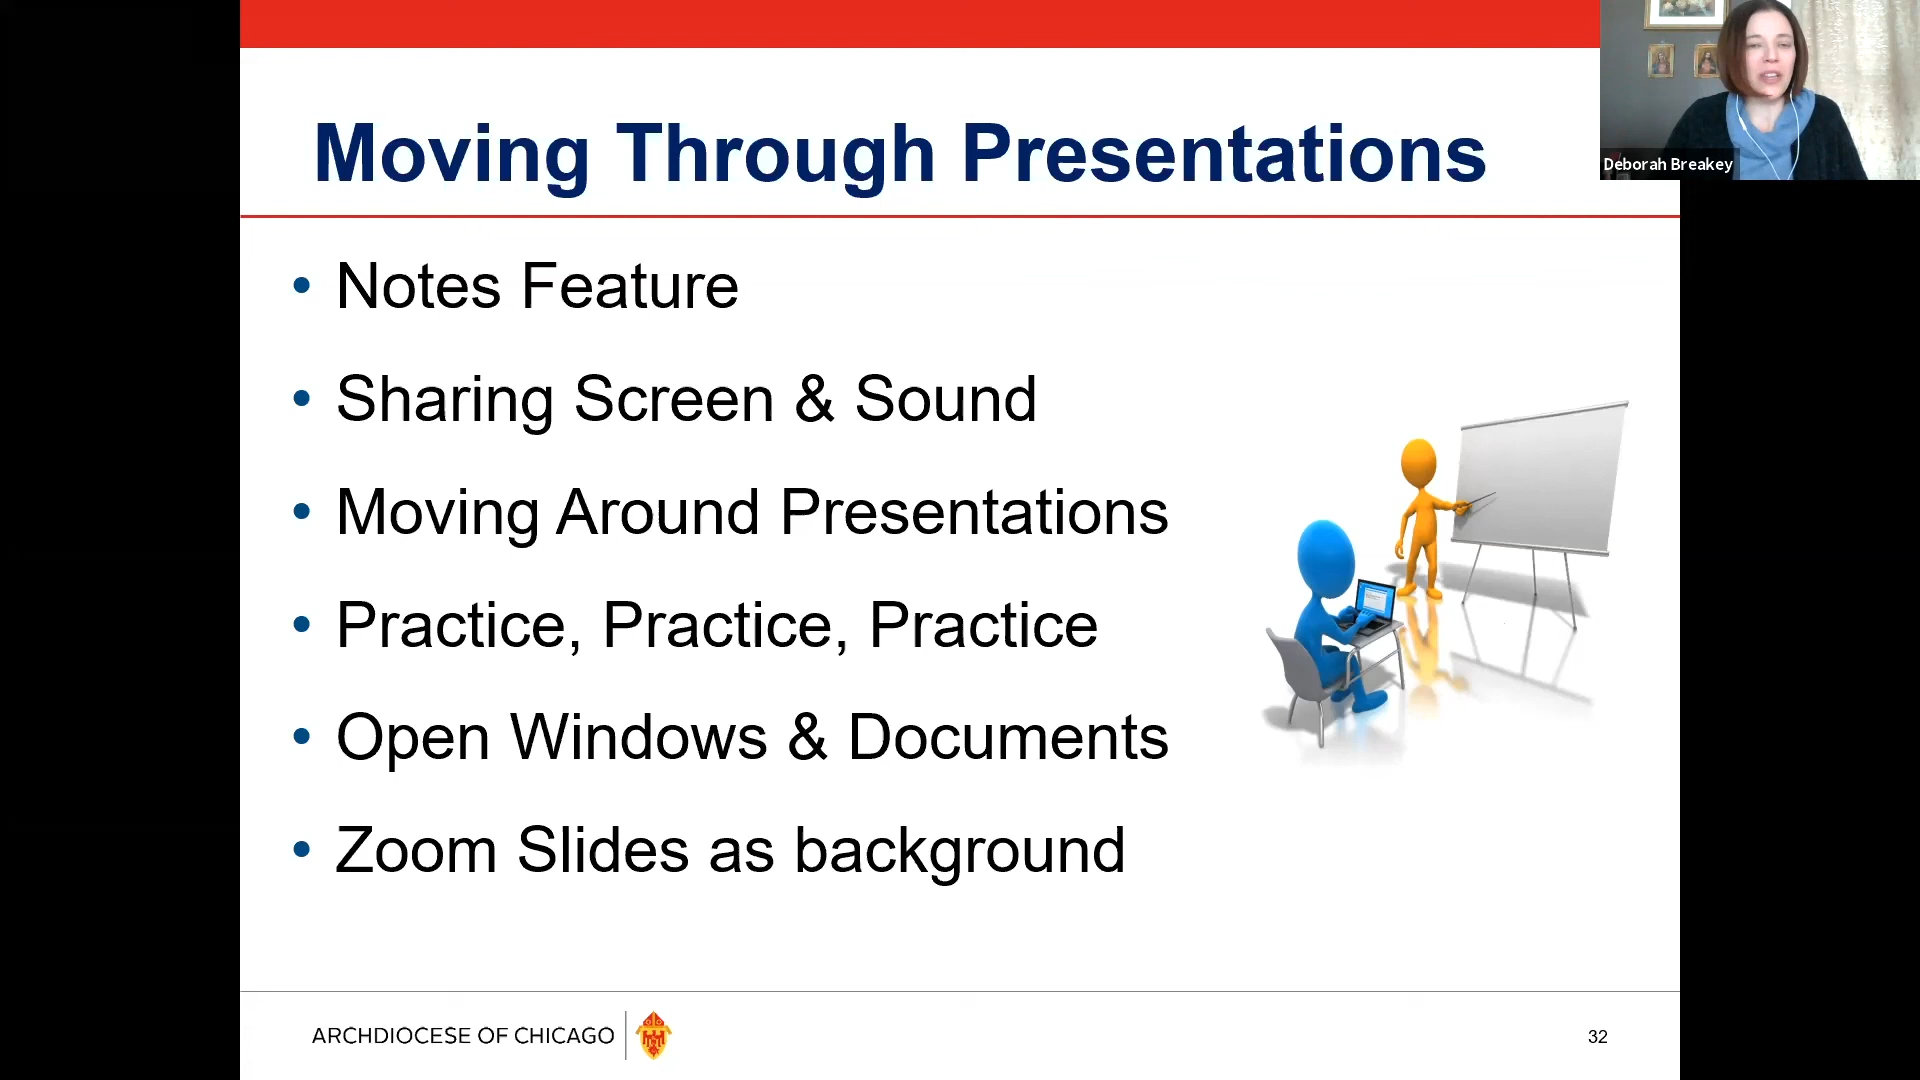 Moving Through Presentations
Deborah Breakey
• Notes Feature
• Sharing Screen & Sound
• Moving Around Presentations
• Practice, Practice, Practice
• Open Windows & Documents
• Zoom Slides as background
ARCHDIOCESE OF CHICAGO
32